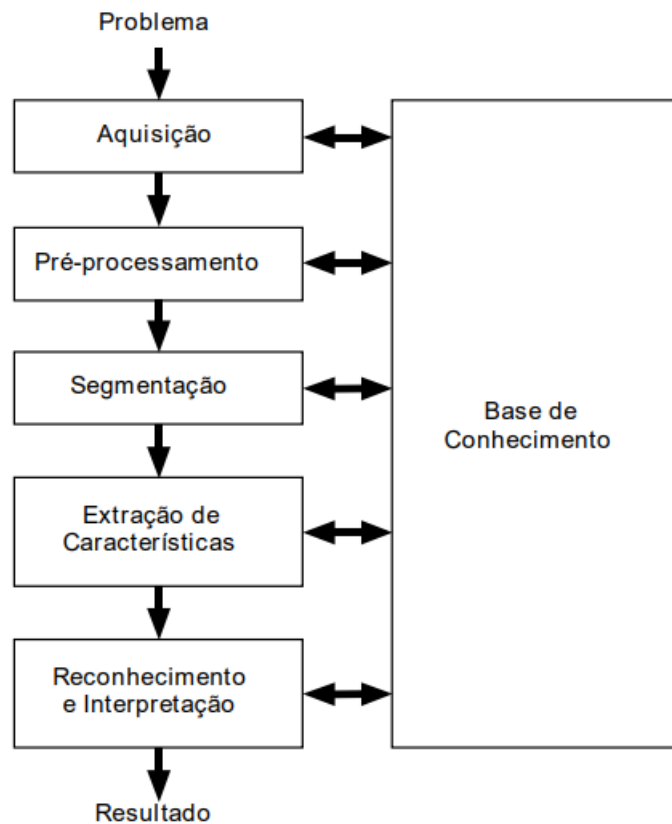 Problema
Aquisição
Pré-processamento
Segmentação
Extração de
Características
Reconhecimento
e Interpretação
Resultado
Base de
Conhecimento